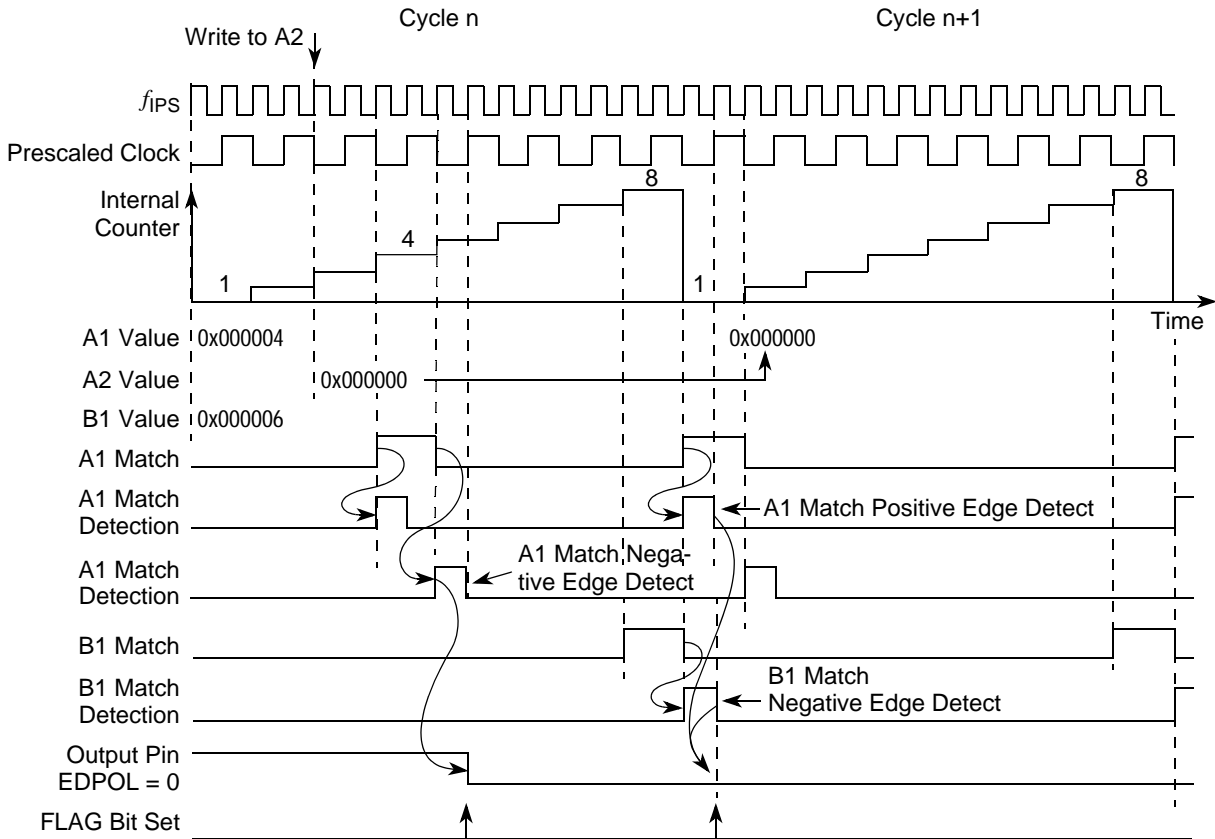 Cycle n
Cycle n+1
Write to A2
fIPS
Prescaled Clock
Internal
Counter
8
8
4
1
1
Time
A1 Value
0x000004
0x000000
A2 Value
0x000000
B1 Value
0x000006
A1 Match
A1 Match
Detection
A1 Match Positive Edge Detect
A1 Match
Detection
A1 Match Nega-
tive Edge Detect
B1 Match
B1 Match
Detection
B1 Match
Negative Edge Detect
Output Pin
EDPOL = 0
FLAG Bit Set